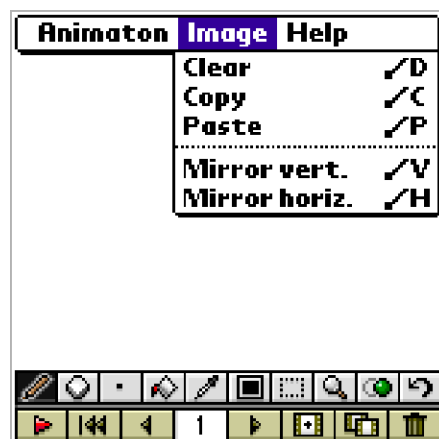 Animaton Image Help
Clear /D
Copy /C
Paste /P
Mirror vert. /V
Mirror horiz. /H
1